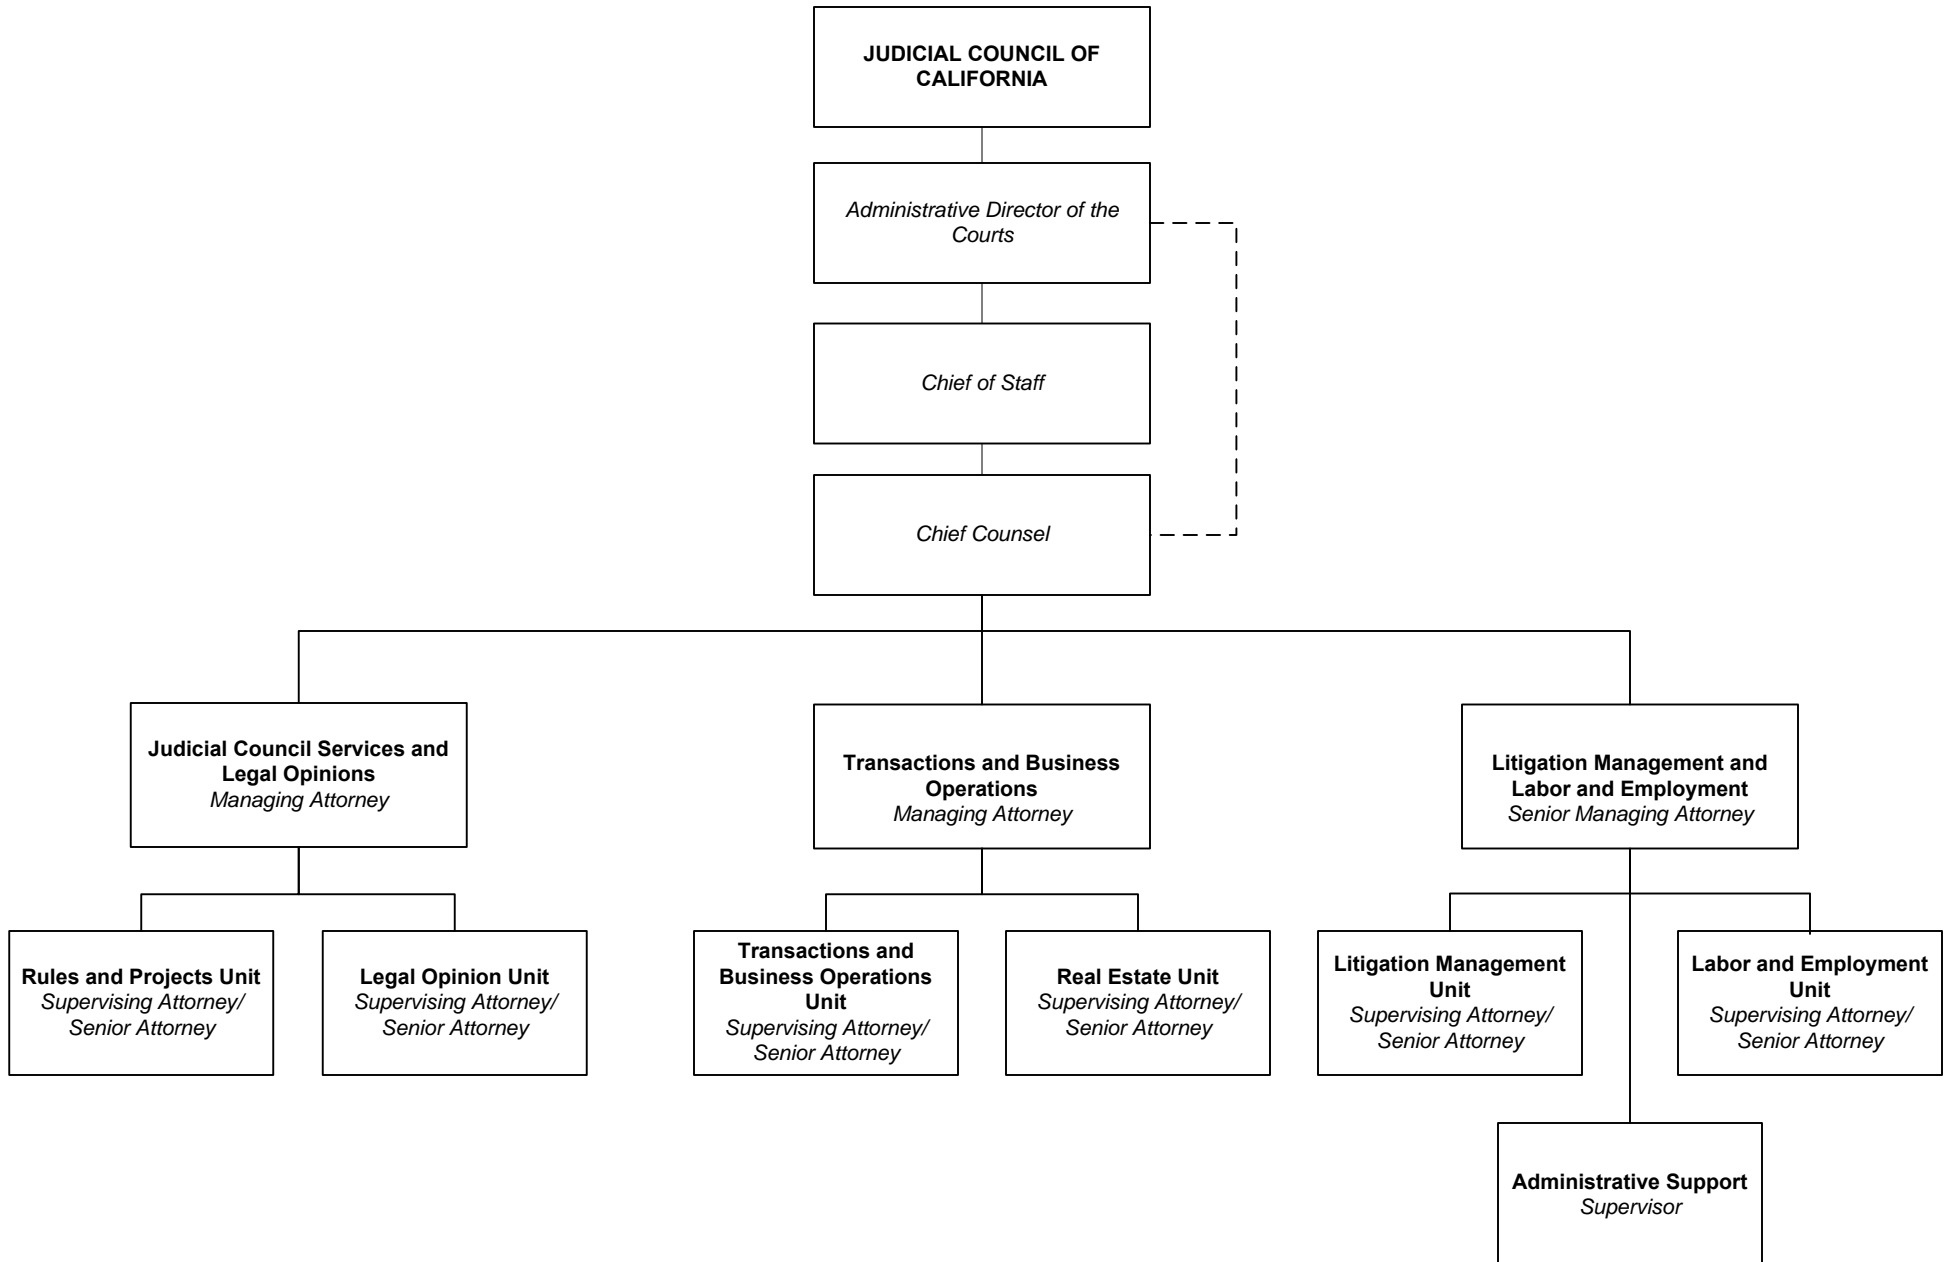 JUDICIAL COUNCIL OF
CALIFORNIA
Administrative Director of the
Courts
Chief of Staff
Chief Counsel
Judicial Council Services and
Legal Opinions
Managing Attorney
Transactions and Business
Operations
Managing Attorney
Litigation Management and
Labor and Employment
Senior Managing Attorney
Rules and Projects Unit
Supervising Attorney/
Senior Attorney
Legal Opinion Unit
Supervising Attorney/
Senior Attorney
Transactions and
Business Operations
Unit
Supervising Attorney/
Senior Attorney
Real Estate Unit
Supervising Attorney/
Senior Attorney
Litigation Management
Unit
Supervising Attorney/
Senior Attorney
Labor and Employment
Unit
Supervising Attorney/
Senior Attorney
Administrative Support
Supervisor